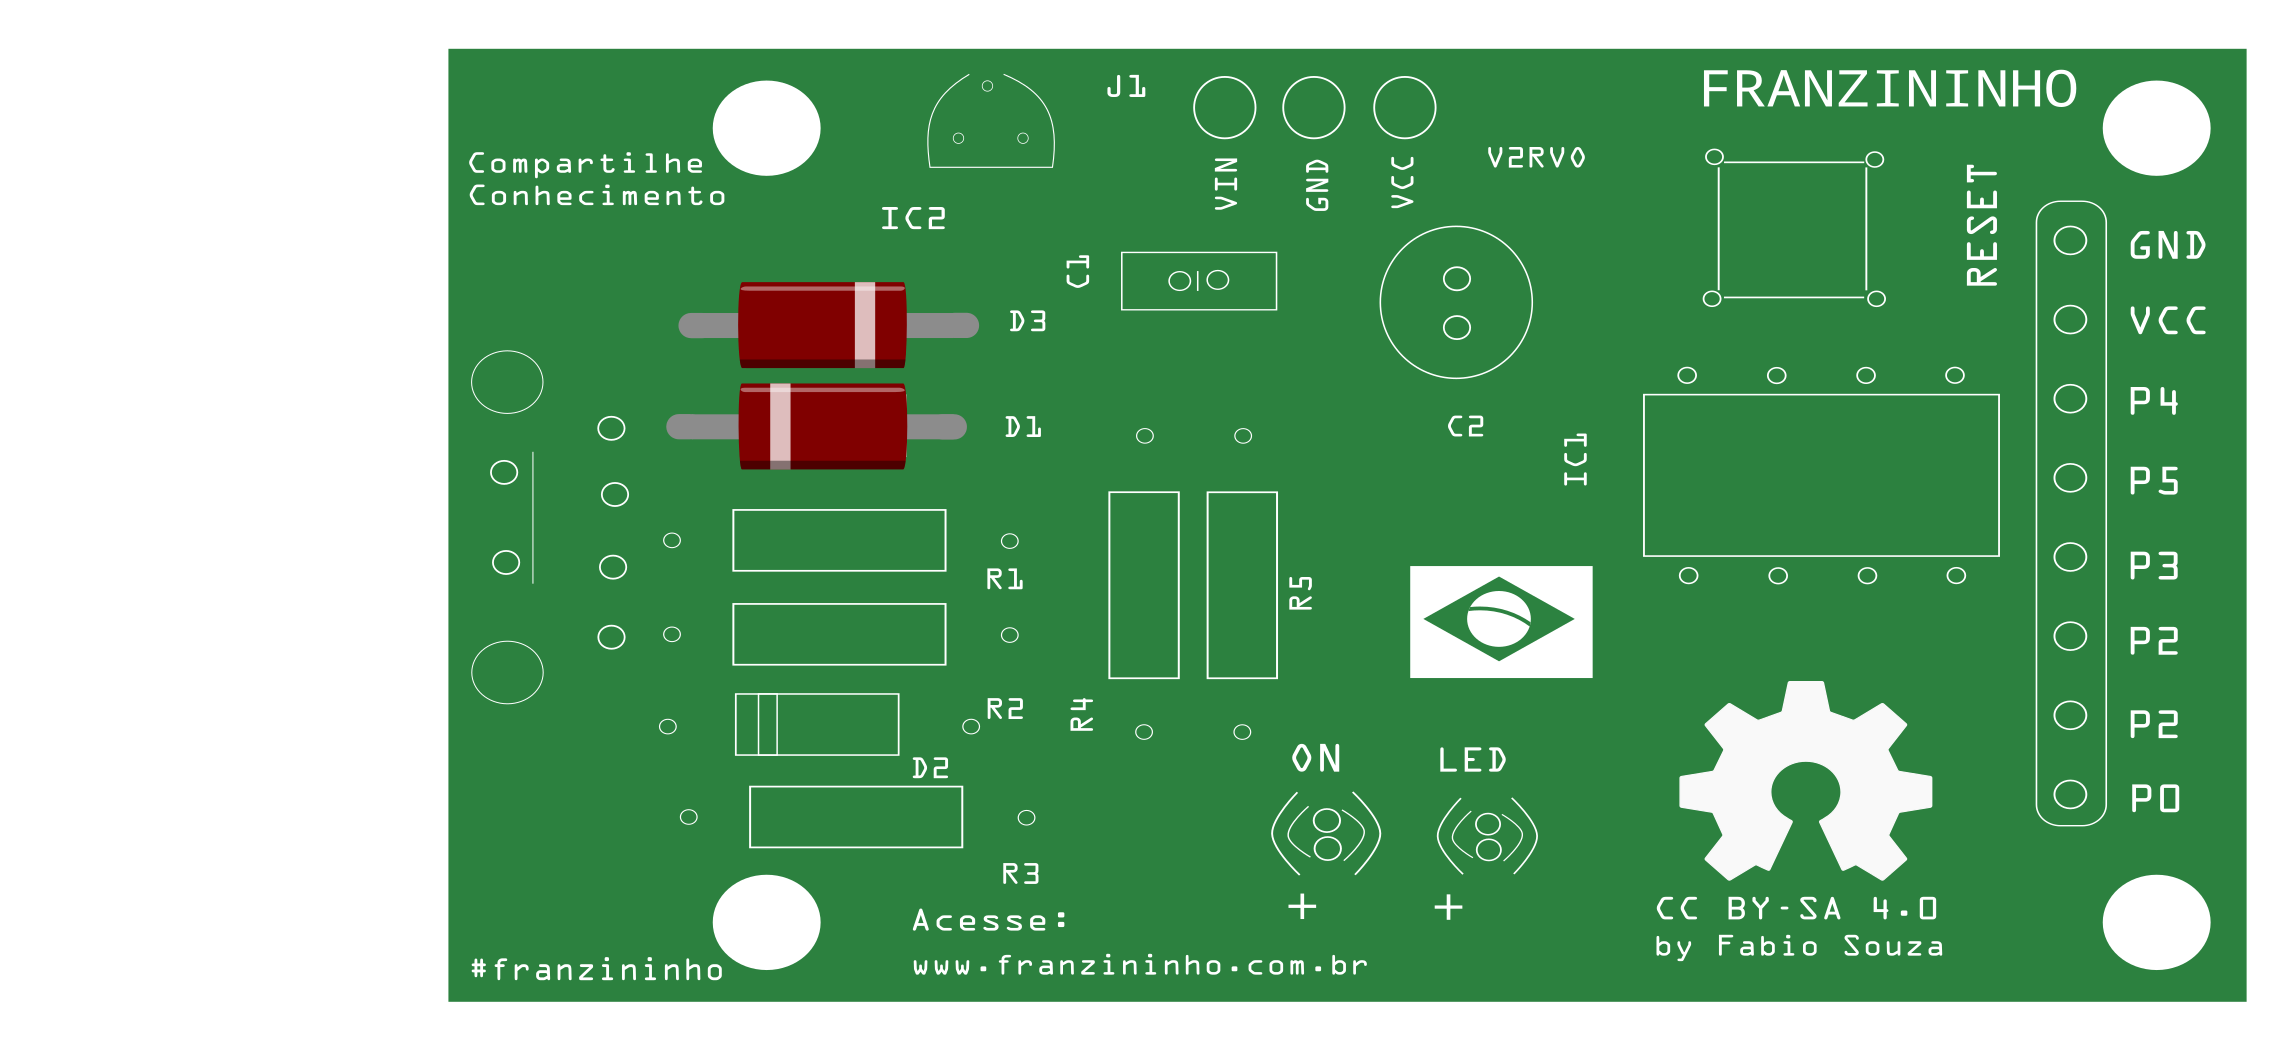 FRANZININHO
J1
VIN
GND
VCC
V2RV0
Compartilhe
Conhecimento
IC2
RESET
C1
D3
D1
C2
IC1
GND
VCC
P4
P5
P3
P2
P2
P0
R1
R5
R2
R4
D2
ON
LED
R3
+
+
Acesse:
www.franzininho.com.br
#franzininho
CC BY-SA 4.0
by Fabio Souza